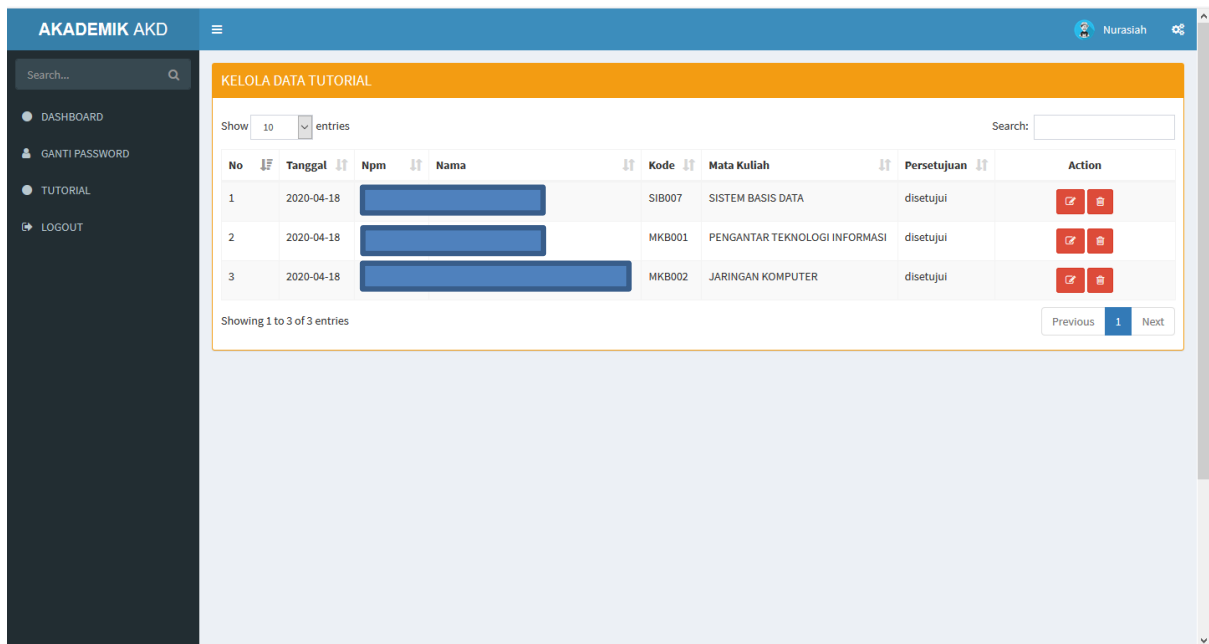 AKADEMIK AKD
Nurasiah
Search...
DASHBOARD
GANTI PASSWORD
TUTORIAL
LOGOUT
KELOLA DATA TUTORIAL
Show 10 entries
Search:
No Tanggal Npm Nama Kode Mata Kuliah Persetujuan Action
1 2020-04-18 SIB007 SISTEM BASIS DATA disetujui
2 2020-04-18 MKB001 PENGANTAR TEKNOLOGI INFORMASI disetujui
3 2020-04-18 MKB002 JARINGAN KOMPUTER disetujui
Showing 1 to 3 of 3 entries
Previous 1 Next